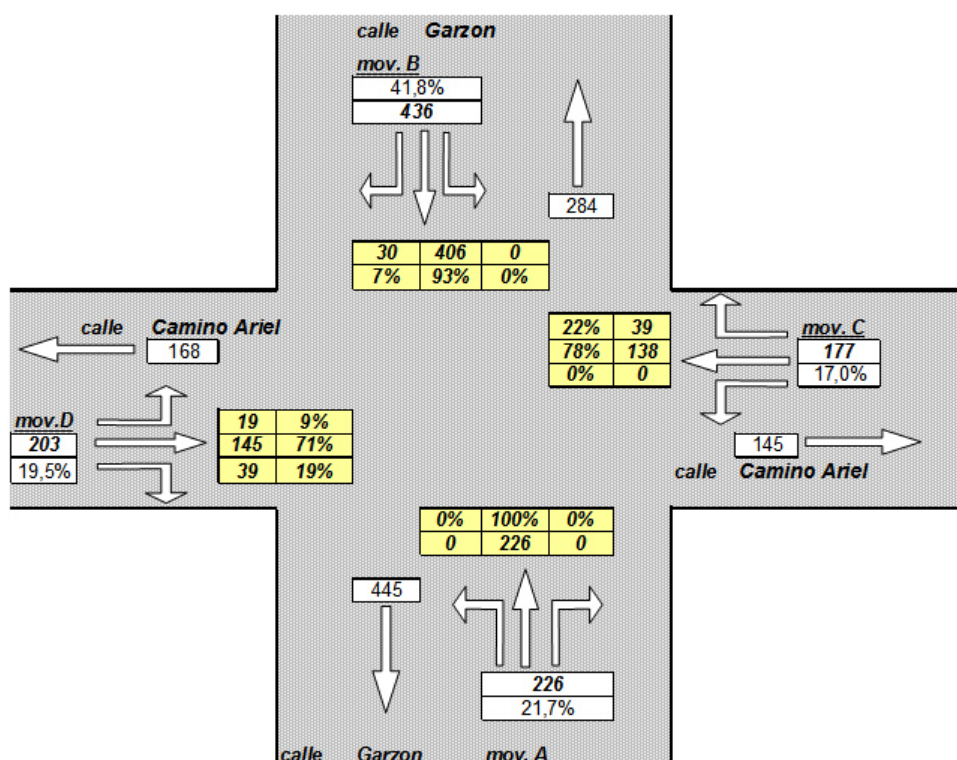 calle Garzon
mov. B
41,8%
436
284
30 406 0
7% 93% 0%
calle Camino Ariel
168
22% 39
78% 138
0% 0
mov. C
177
17,0%
mov.D
203
19,5%
19 9%
145 71%
39 19%
145
calle Camino Ariel
0% 100% 0%
0 226 0
445
226
21,7%
calle Garzon mov. A